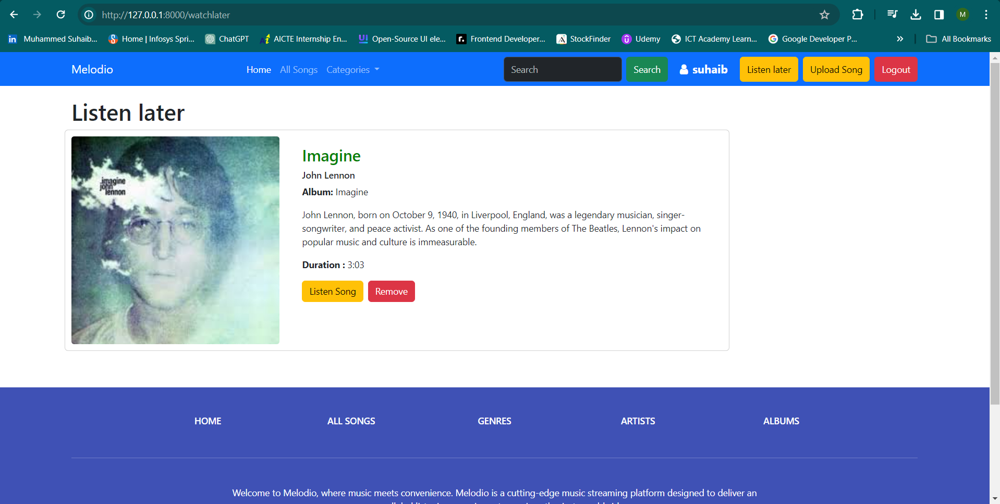 http://127.0.0.1:8000/watchlater
M
Muhammed Suhaib... Home | Infosys Spri... ChatGPT AICTE Internship En... Open-Source UI ele... Frontend Developer... StockFinder Udemy ICT Academy Learn... Google Developer P... » All Bookmarks
Melodio Home All Songs Categories Search Search suhaib Listen later Upload Song Logout
Listen later
imagine
john
lennon
Imagine
John Lennon
Album: Imagine
John Lennon, born on October 9, 1940, in Liverpool, England, was a legendary musician, singer-
songwriter, and peace activist. As one of the founding members of The Beatles, Lennon's impact on
popular music and culture is immeasurable.
Duration : 3:03
Listen Song Remove
HOME ALL SONGS GENRES ARTISTS ALBUMS
Welcome to Melodio, where music meets convenience. Melodio is a cutting-edge music streaming platform designed to deliver an